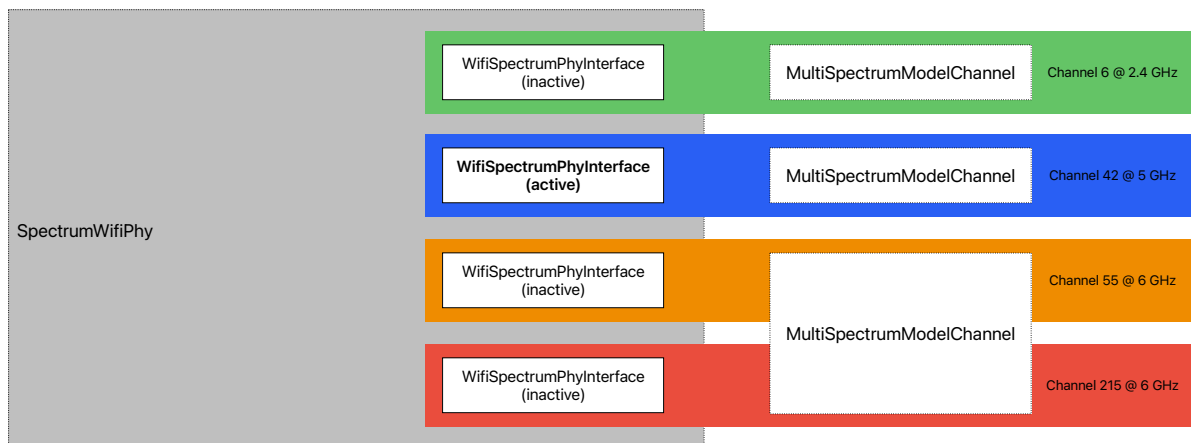 WifiSpectrumPhyInterface
(inactive)
MultiSpectrumModelChannel
Channel 6 @ 2.4 GHz
WifiSpectrumPhyInterface
(active)
MultiSpectrumModelChannel
Channel 42 @ 5 GHz
SpectrumWifiPhy
WifiSpectrumPhyInterface
(inactive)
Channel 55 @ 6 GHz
MultiSpectrumModelChannel
WifiSpectrumPhyInterface
(inactive)
Channel 215 @ 6 GHz